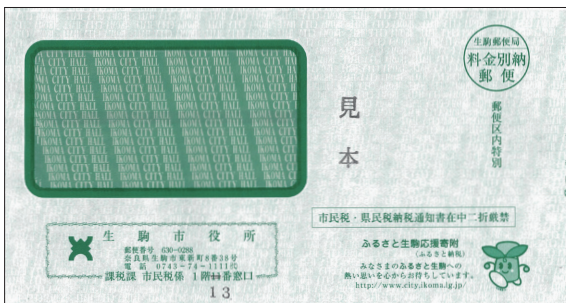 生駒郵便局
料金別納
郵便
郵便区内特別
IKOMA CITY HALL
見本
市民税・県民税納税通知書在中二折厳禁
生駒市役所
郵便番号 630-0288
奈良県生駒市東新町8番38号
電話 0743-74-1111㈹
課税課 市民税係 1階11番窓口
13
ふるさと生駒応援寄附
(ふるさと納税)
みなさまのふるさと生駒への
熱い思いを心からお待ちしています。
http://www.city.ikoma.lg.jp/